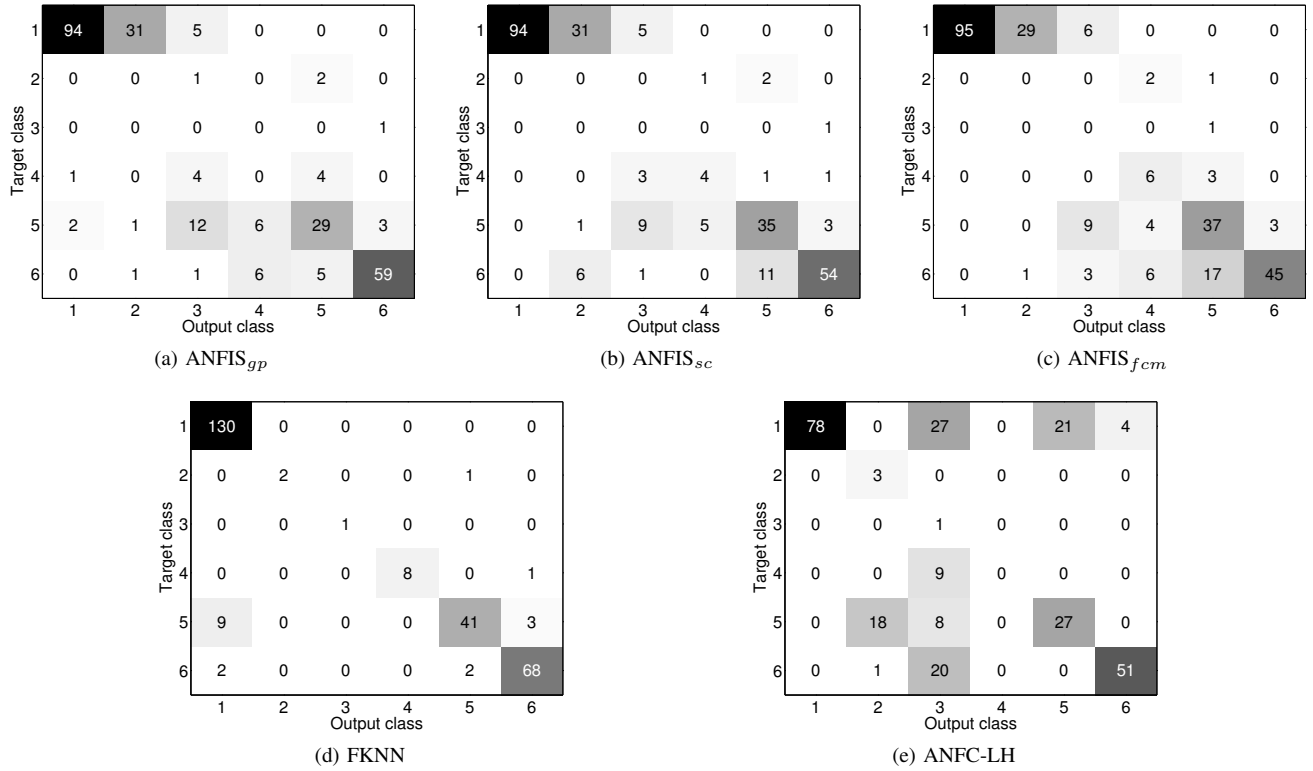 1 94 31 5 0 0 0
2 0 0 1 0 2 0
3 0 0 0 0 0 1
4 1 0 4 0 4 0
5 2 1 12 6 29 3
6 0 1 1 6 5 59
1 2 3 4 5 6
Target class
Output class
(a) ANFIS_gp
1 94 31 5 0 0 0
2 0 0 0 1 2 0
3 0 0 0 0 0 1
4 0 0 3 4 1 1
5 0 1 9 5 35 3
6 0 6 1 0 11 54
1 2 3 4 5 6
Target class
Output class
(b) ANFIS_sc
1 95 29 6 0 0 0
2 0 0 0 2 1 0
3 0 0 0 0 1 0
4 0 0 0 6 3 0
5 0 0 9 4 37 3
6 0 1 3 6 17 45
1 2 3 4 5 6
Target class
Output class
(c) ANFIS_fcm
1 130 0 0 0 0 0
2 0 2 0 0 1 0
3 0 0 1 0 0 0
4 0 0 0 8 0 1
5 9 0 0 0 41 3
6 2 0 0 0 2 68
1 2 3 4 5 6
Target class
Output class
(d) FKNN
1 78 0 27 0 21 4
2 0 3 0 0 0 0
3 0 0 1 0 0 0
4 0 0 9 0 0 0
5 0 18 8 0 27 0
6 0 1 20 0 0 51
1 2 3 4 5 6
Target class
Output class
(e) ANFC-LH